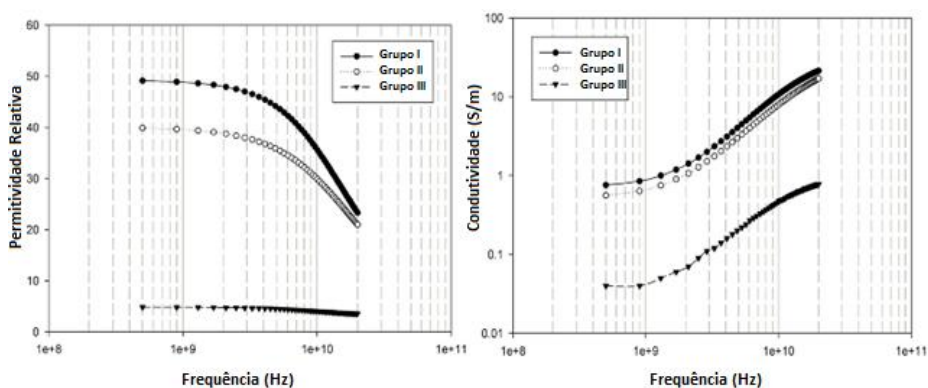 Permitividade Relativa
60
50
40
30
20
10
0
Grupo I
Grupo II
Grupo III
1e+8
1e+9
1e+10
1e+11
Frequência (Hz)
Condutividade (S/m)
100
10
1
0.1
0.01
Grupo I
Grupo II
Grupo III
1e+8
1e+9
1e+10
1e+11
Frequência (Hz)